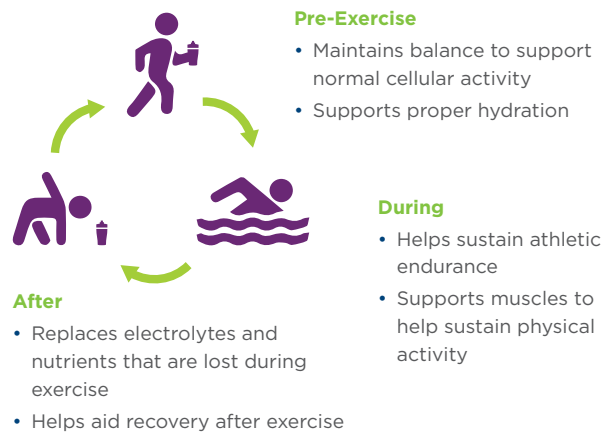 Pre-Exercise
• Maintains balance to support
normal cellular activity
• Supports proper hydration
During
• Helps sustain athletic
endurance
• Supports muscles to
help sustain physical
activity
After
• Replaces electrolytes and
nutrients that are lost during
exercise
• Helps aid recovery after exercise